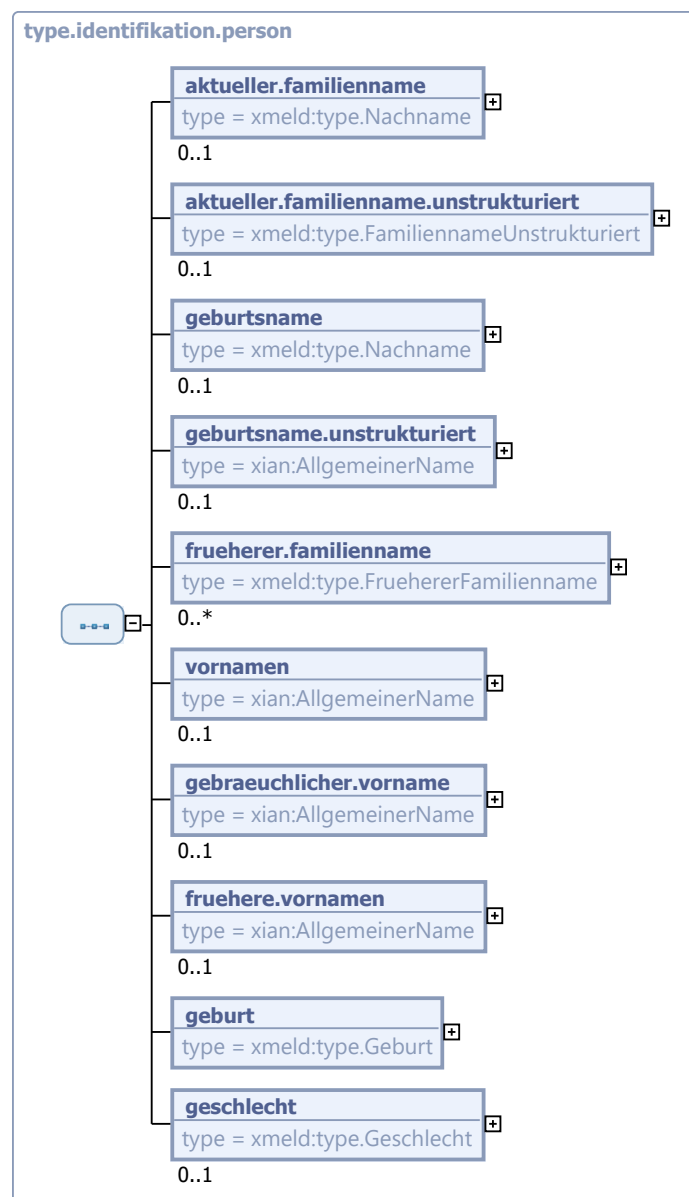 type.identifikation.person
aktueller.familienname
type = xmeld:type.Nachname
0..1
aktueller.familienname.unstrukturiert
type = xmeld:type.FamiliennameUnstrukturiert
0..1
geburtsname
type = xmeld:type.Nachname
0..1
geburtsname.unstrukturiert
type = xian:AllgemeinerName
0..1
frueherer.familienname
type = xmeld:type.FruehererFamilienname
0..*
vornamen
type = xian:AllgemeinerName
0..1
gebraeuchlicher.vorname
type = xian:AllgemeinerName
0..1
fruehere.vornamen
type = xian:AllgemeinerName
0..1
geburt
type = xmeld:type.Geburt
geschlecht
type = xmeld:type.Geschlecht
0..1